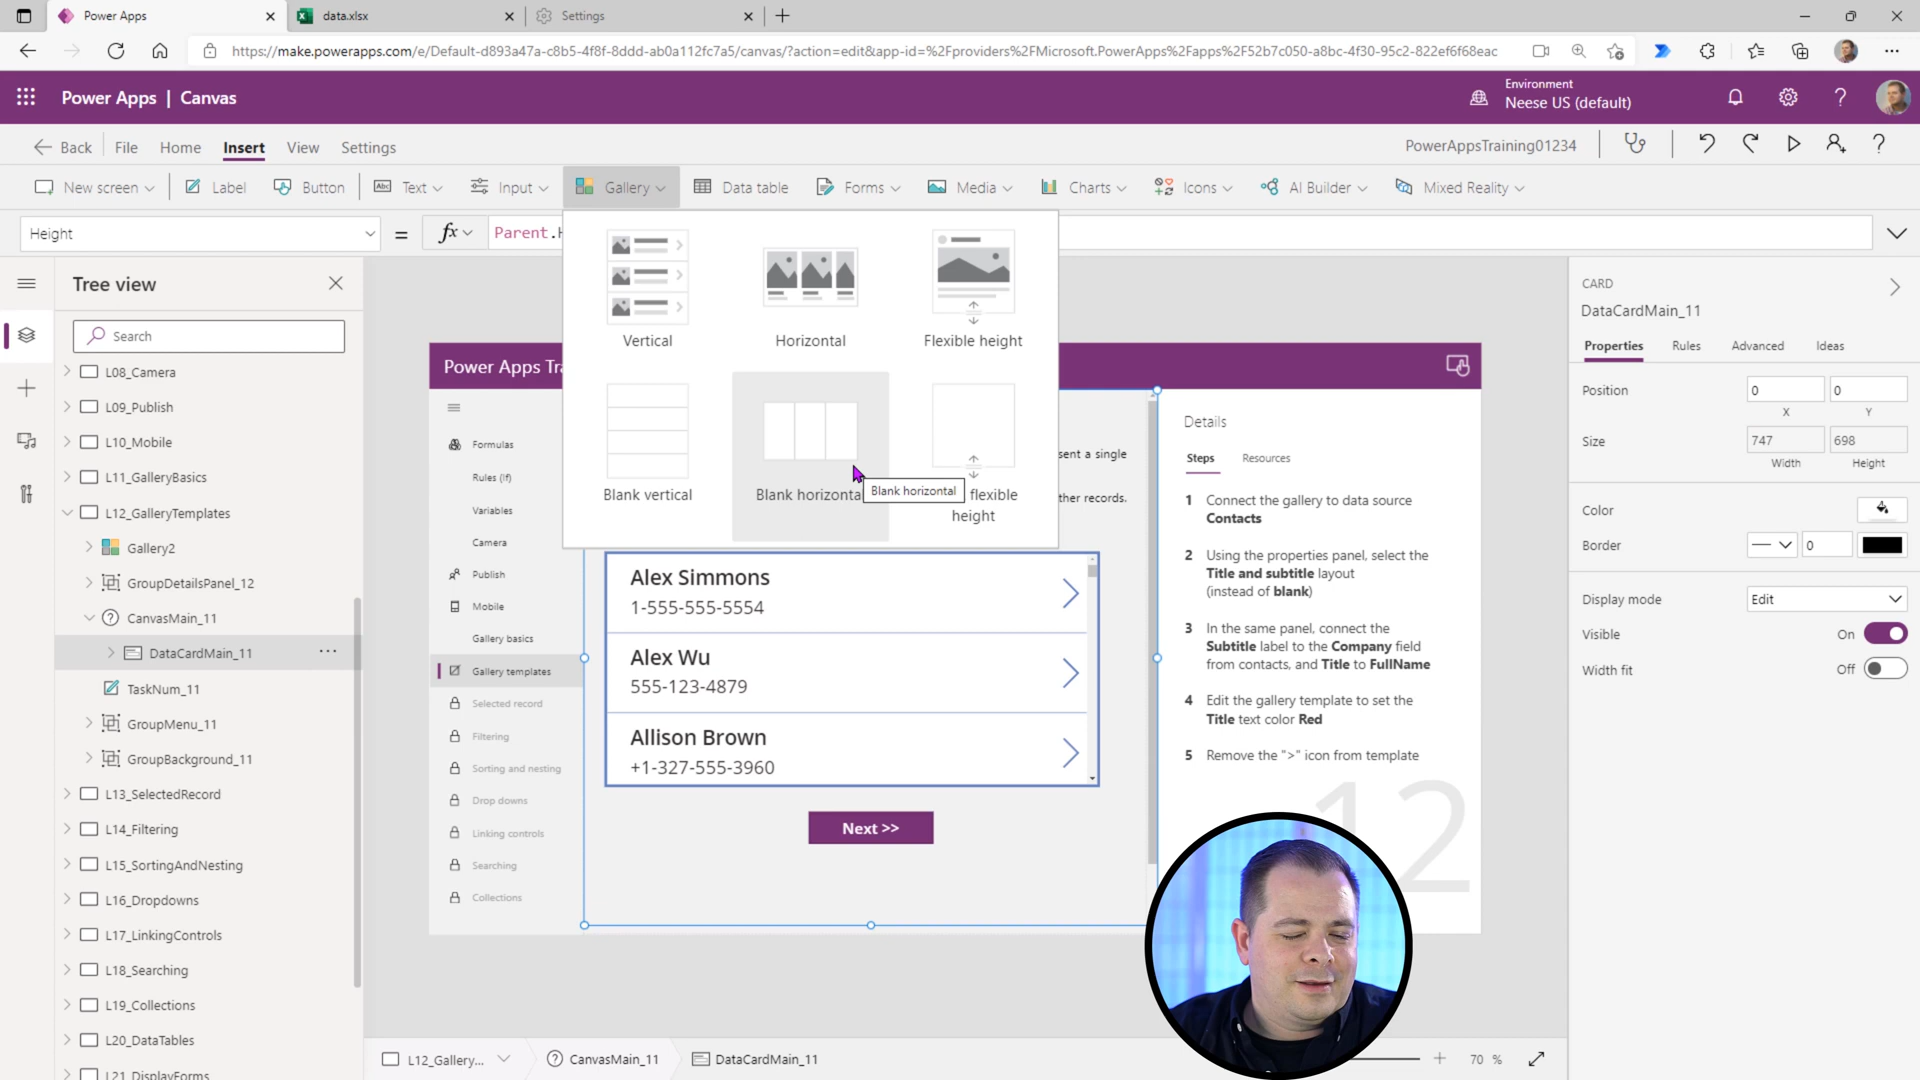 Power Apps
data.xlsx
Settings
https://make.powerapps.com/e/Default-d893a47a-c8b5-4f8f-8ddd-ab0a112fc7a5/canvas/?action=edit&app-id=%2Fproviders%2FMicrosoft.PowerApps%2Fapps%2F52b7c050-a8bc-4f30-95c2-822ef6f68eac
Power Apps | Canvas
Environment
Neese US (default)
Back
File
Home
Insert
View
Settings
PowerAppsTraining01234
New screen
Label
Button
Text
Input
Gallery
Data table
Forms
Media
Charts
Icons
AI Builder
Mixed Reality
Height
=
fx
Parent.H
Vertical
Horizontal
Flexible height
Blank vertical
Blank horizonta
Blank horizontal
flexible
height
Tree view
Search
L08_Camera
L09_Publish
L10_Mobile
L11_GalleryBasics
L12_GalleryTemplates
Gallery2
GroupDetailsPanel_12
CanvasMain_11
DataCardMain_11
TaskNum_11
GroupMenu_11
GroupBackground_11
L13_SelectedRecord
L14_Filtering
L15_SortingAndNesting
L16_Dropdowns
L17_LinkingControls
L18_Searching
L19_Collections
L20_DataTables
L21_DisplayForms
Power Apps Tra
Formulas
Rules (If)
Variables
Camera
Publish
Mobile
Gallery basics
Gallery templates
Selected record
Filtering
Sorting and nesting
Drop downs
Linking controls
Searching
Collections
sent a single
ther records.
Alex Simmons
1-555-555-5554
Alex Wu
555-123-4879
Allison Brown
+1-327-555-3960
Next >>
Details
Steps
Resources
1 Connect the gallery to data source
Contacts
2 Using the properties panel, select the
Title and subtitle layout
(instead of blank)
3 In the same panel, connect the
Subtitle label to the Company field
from contacts, and Title to FullName
4 Edit the gallery template to set the
Title text color Red
5 Remove the ">" icon from template
12
CARD
DataCardMain_11
Properties
Rules
Advanced
Ideas
Position
0
0
X
Y
Size
747
698
Width
Height
Color
Border
0
Display mode
Edit
Visible
On
Width fit
Off
L12_Gallery...
CanvasMain_11
DataCardMain_11
70 %